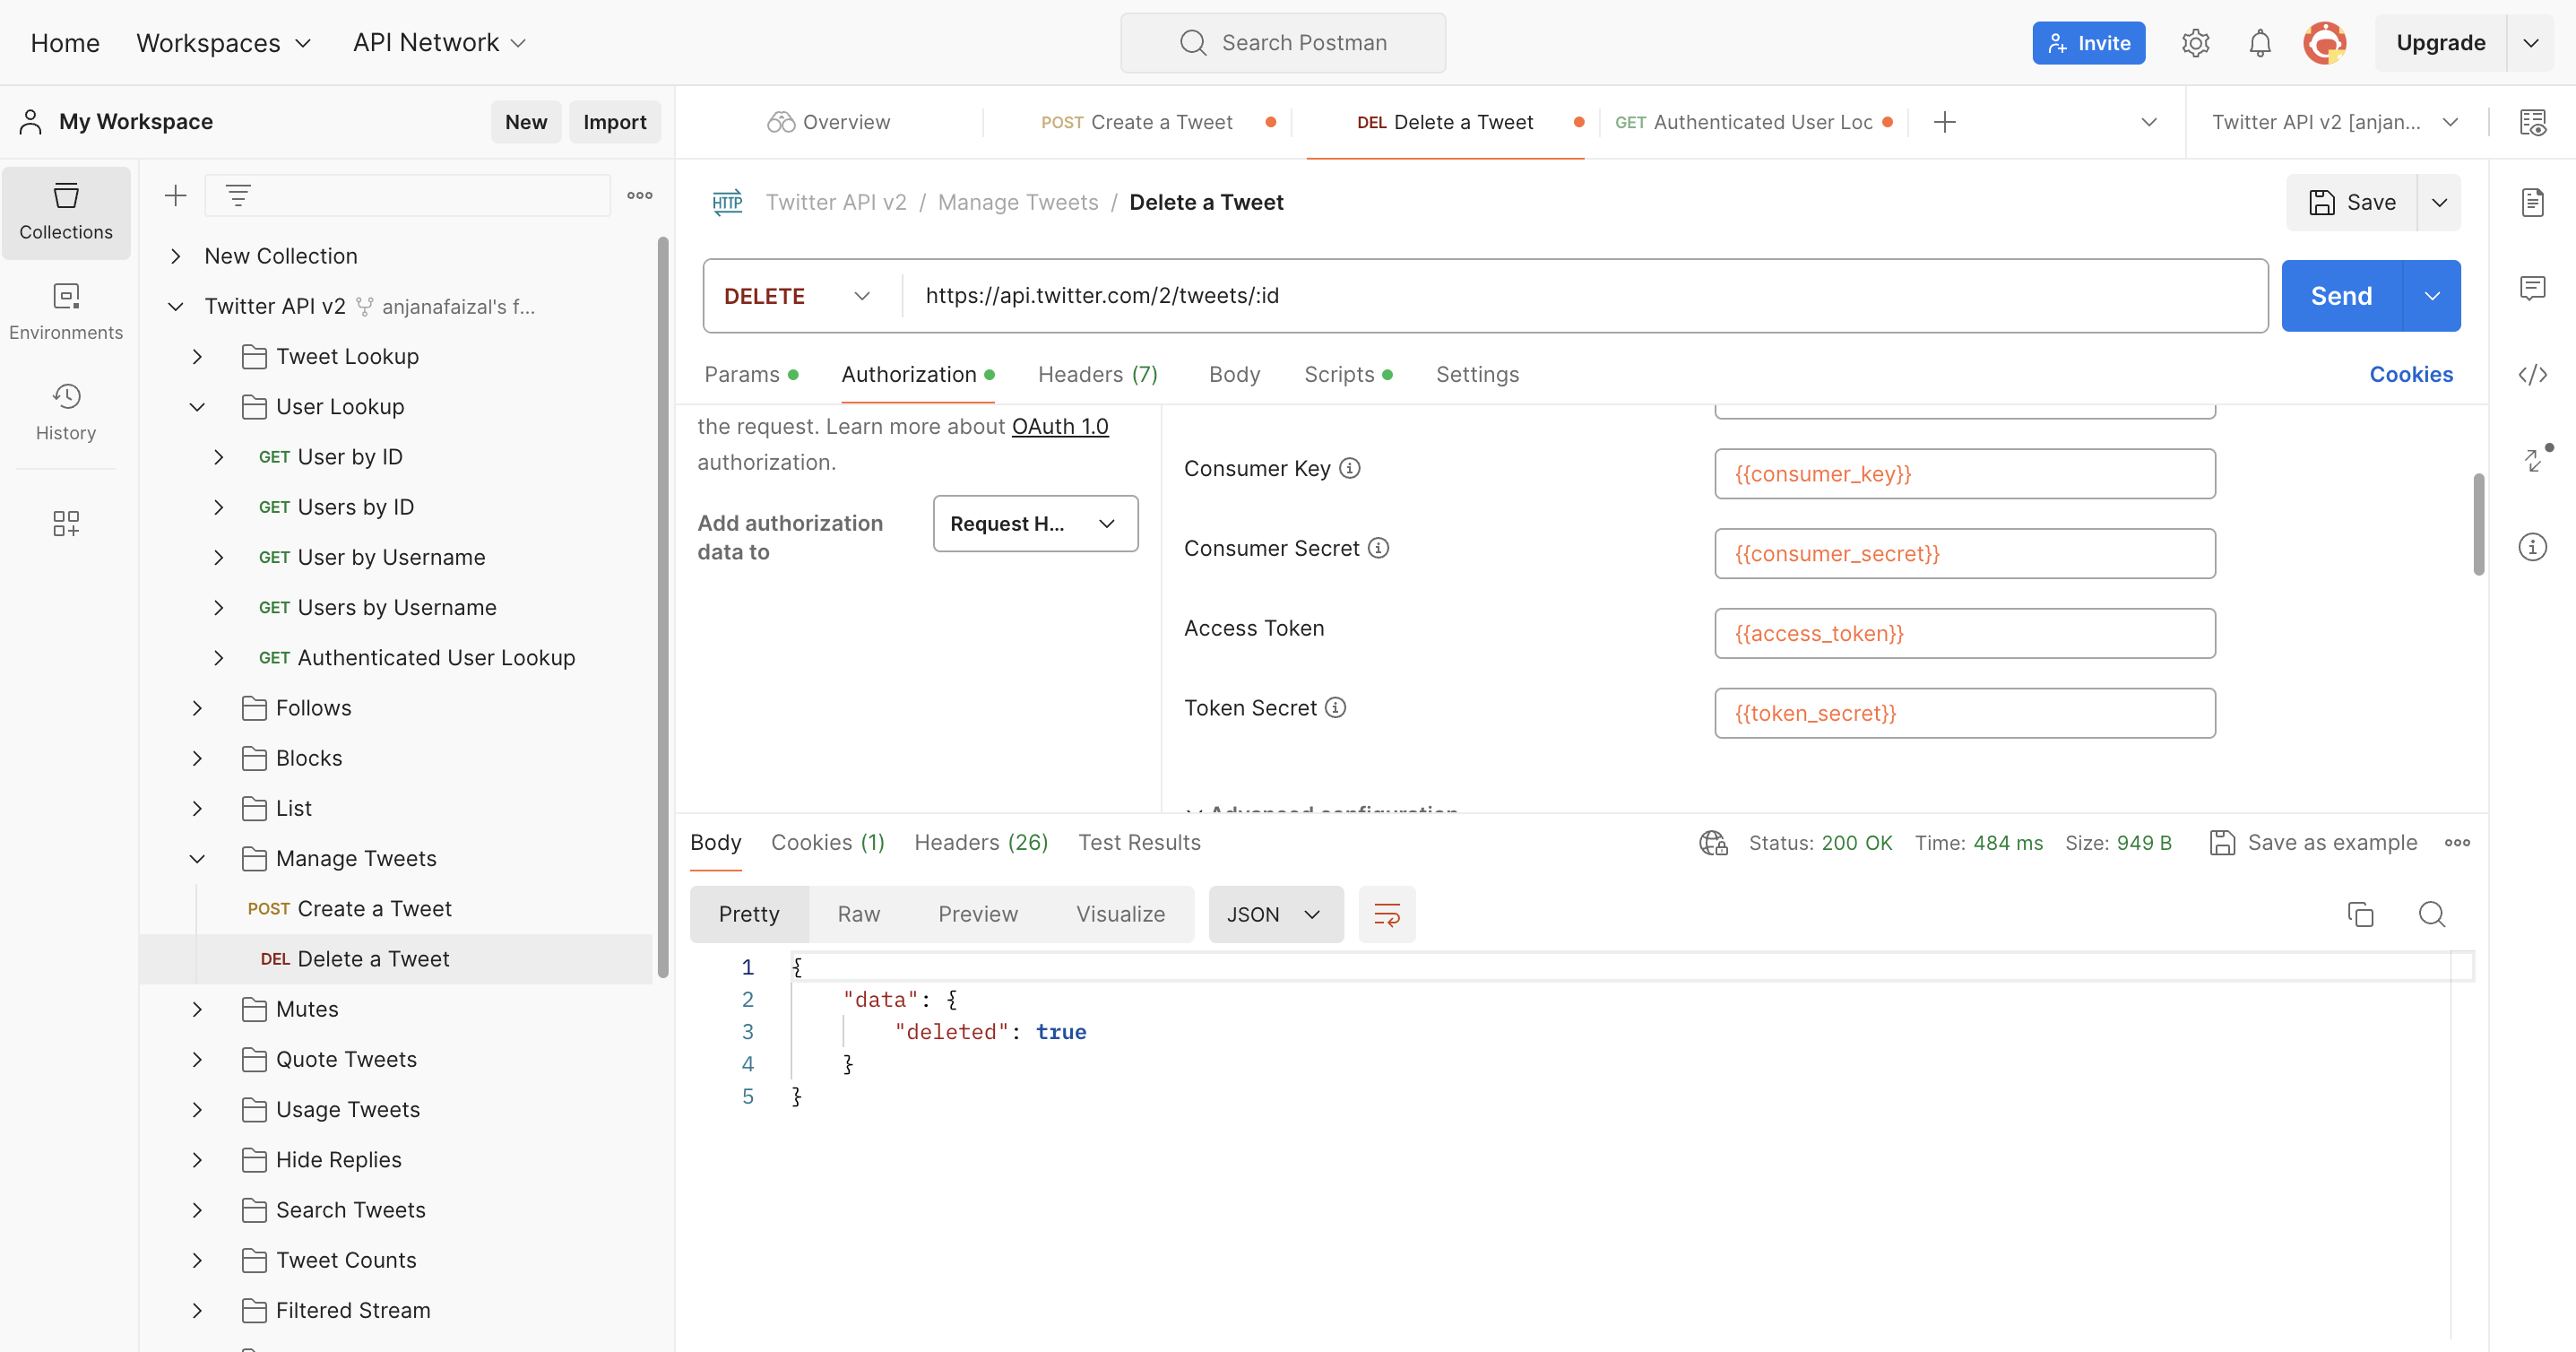 Home Workspaces API Network Search Postman Invite Upgrade
My Workspace New Import
Overview POST Create a Tweet DEL Delete a Tweet GET Authenticated User Loc Twitter API v2 [anjan...
Collections
Environments
History
New Collection
Twitter API v2 anjanafaizal's f...
Tweet Lookup
User Lookup
GET User by ID
GET Users by ID
GET User by Username
GET Users by Username
GET Authenticated User Lookup
Follows
Blocks
List
Manage Tweets
POST Create a Tweet
DEL Delete a Tweet
Mutes
Quote Tweets
Usage Tweets
Hide Replies
Search Tweets
Tweet Counts
Filtered Stream
HTTP Twitter API v2 / Manage Tweets / Delete a Tweet Save
DELETE https://api.twitter.com/2/tweets/:id Send
Params Authorization Headers (7) Body Scripts Settings Cookies
the request. Learn more about OAuth 1.0
authorization.
Add authorization
data to
Request H...
Consumer Key {{consumer_key}}
Consumer Secret {{consumer_secret}}
Access Token {{access_token}}
Token Secret {{token_secret}}
Advanced configuration
Body Cookies (1) Headers (26) Test Results Status: 200 OK Time: 484 ms Size: 949 B Save as example
Pretty Raw Preview Visualize JSON
1 {
2 "data": {
3 "deleted": true
4 }
5 }